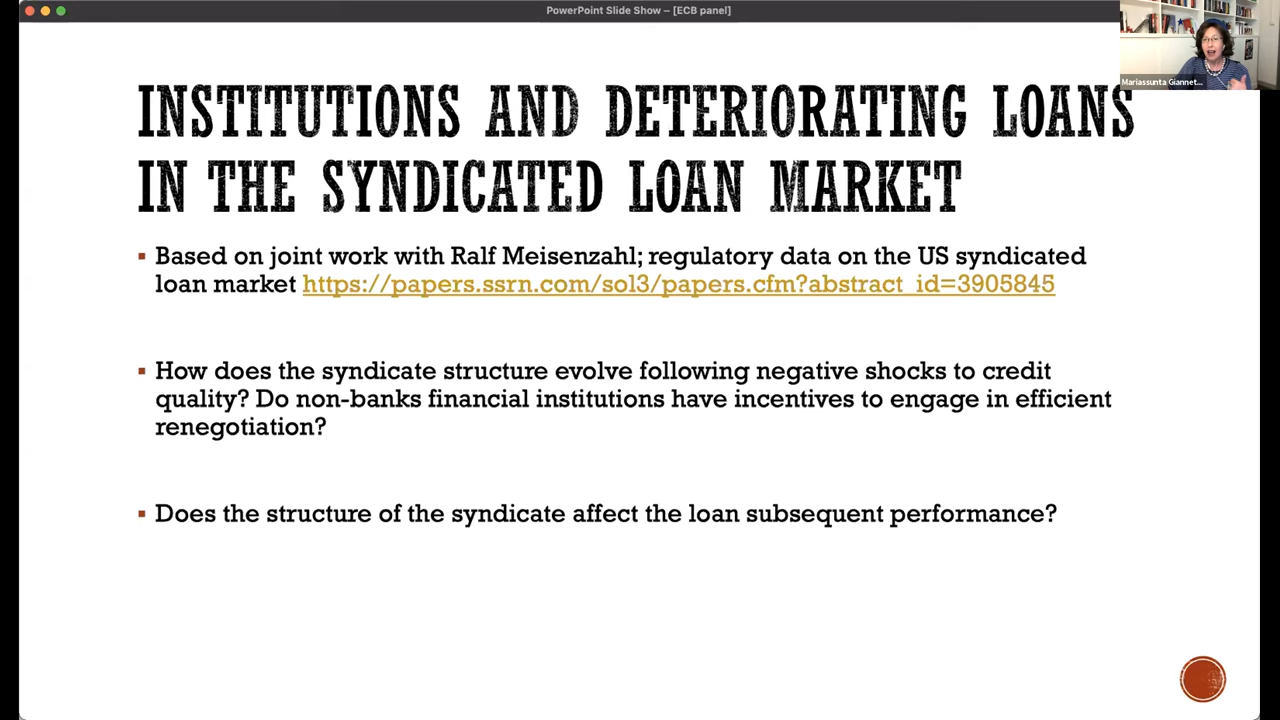 PowerPoint Slide Show – [ECB panel]
Mariassunta Giannet...
INSTITUTIONS AND DETERIORATING LOANS
IN THE SYNDICATED LOAN MARKET
▪ Based on joint work with Ralf Meisenzahl; regulatory data on the US syndicated
loan market https://papers.ssrn.com/sol3/papers.cfm?abstract_id=3905845
▪ How does the syndicate structure evolve following negative shocks to credit
quality? Do non-banks financial institutions have incentives to engage in efficient
renegotiation?
▪ Does the structure of the syndicate affect the loan subsequent performance?